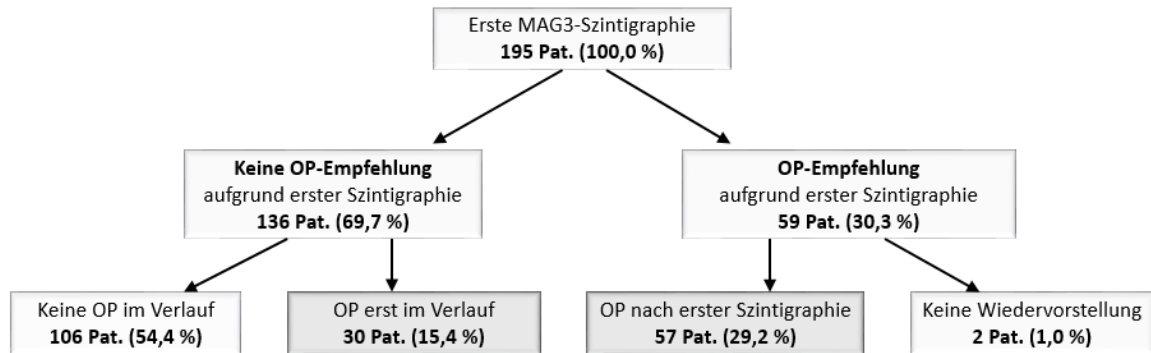 Erste MAG3-Szintigraphie
195 Pat. (100,0 %)
Keine OP-Empfehlung
aufgrund erster Szintigraphie
136 Pat. (69,7 %)
OP-Empfehlung
aufgrund erster Szintigraphie
59 Pat. (30,3 %)
Keine OP im Verlauf
106 Pat. (54,4 %)
OP erst im Verlauf
30 Pat. (15,4 %)
OP nach erster Szintigraphie
57 Pat. (29,2 %)
Keine Wiedervorstellung
2 Pat. (1,0 %)